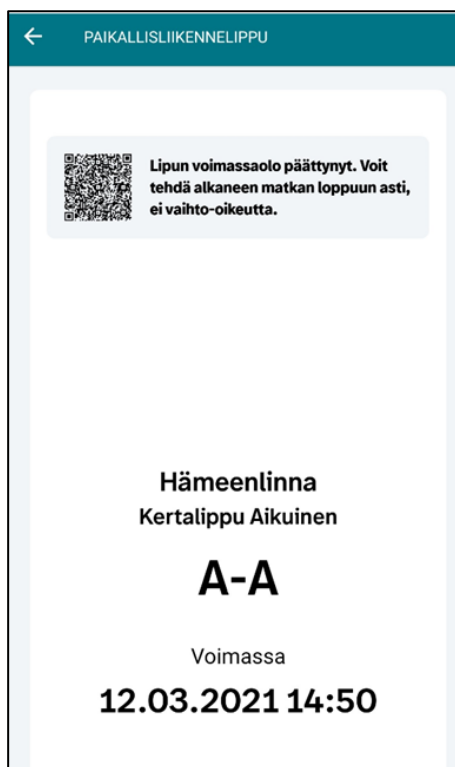 PAIKALLISLIIKENNELIPPU
Lipun voimassaolo päättynyt. Voit
tehdä alkaneen matkan loppuun asti,
ei vaihto-oikeutta.
Hämeenlinna
Kertalippu Aikuinen
A-A
Voimassa
12.03.2021 14:50